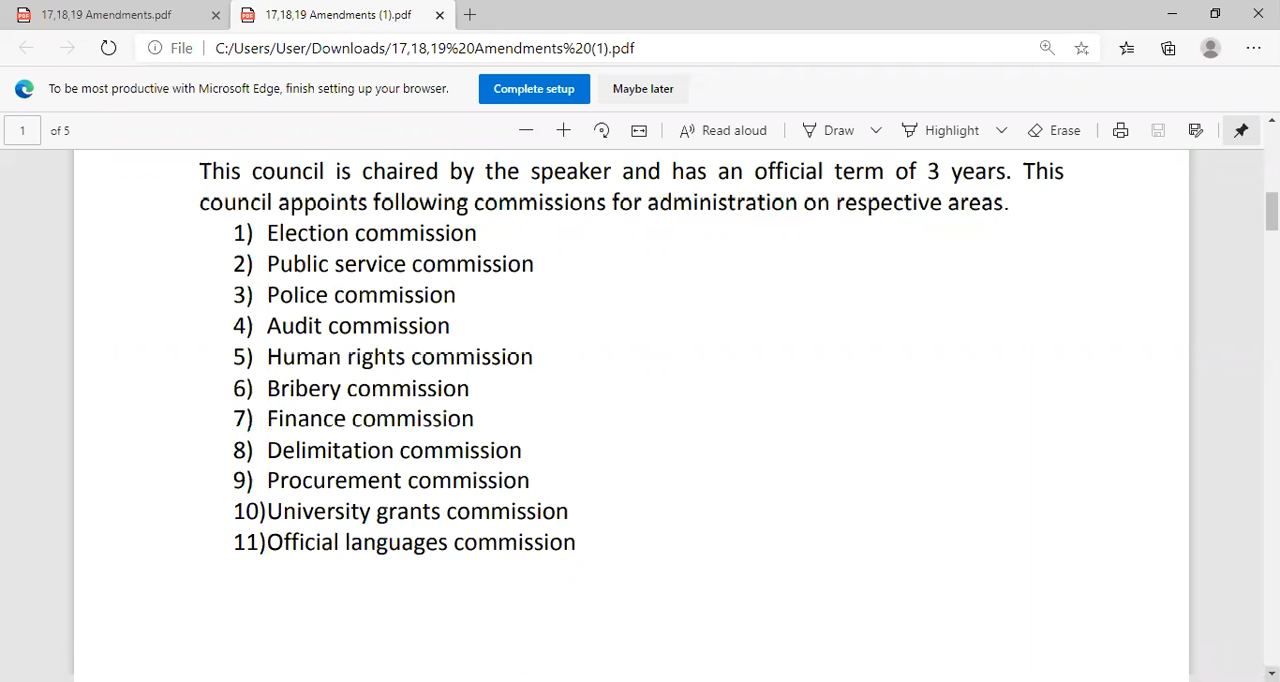 17,18,19 Amendments.pdf
17,18,19 Amendments (1).pdf
File C:/Users/User/Downloads/17,18,19%20Amendments%20(1).pdf
To be most productive with Microsoft Edge, finish setting up your browser. Complete setup Maybe later
1 of 5 Read aloud Draw Highlight Erase
This council is chaired by the speaker and has an official term of 3 years. This
council appoints following commissions for administration on respective areas.
1) Election commission
2) Public service commission
3) Police commission
4) Audit commission
5) Human rights commission
6) Bribery commission
7) Finance commission
8) Delimitation commission
9) Procurement commission
10)University grants commission
11)Official languages commission